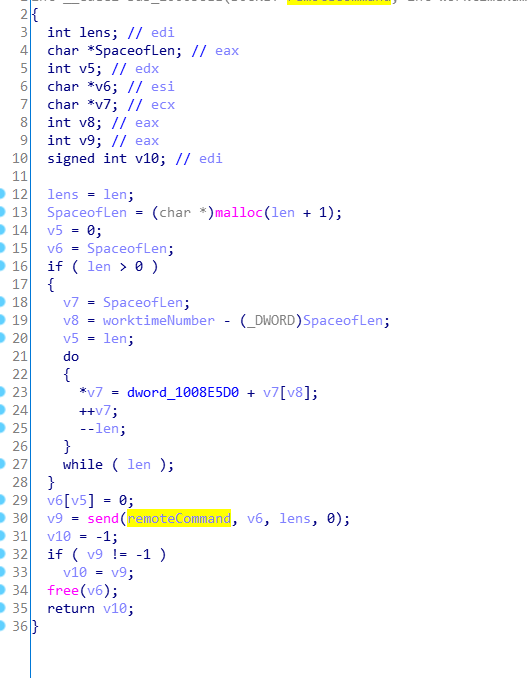 2 {
3 int lens; // edi
4 char *SpaceofLen; // eax
5 int v5; // edx
6 char *v6; // esi
7 char *v7; // ecx
8 int v8; // eax
9 int v9; // eax
10 signed int v10; // edi
11
12 lens = len;
13 SpaceofLen = (char *)malloc(len + 1);
14 v5 = 0;
15 v6 = SpaceofLen;
16 if ( len > 0 )
17 {
18 v7 = SpaceofLen;
19 v8 = worktimeNumber - (_DWORD)SpaceofLen;
20 v5 = len;
21 do
22 {
23 *v7 = dword_1008E5D0 + v7[v8];
24 ++v7;
25 --len;
26 }
27 while ( len );
28 }
29 v6[v5] = 0;
30 v9 = send(remoteCommand, v6, lens, 0);
31 v10 = -1;
32 if ( v9 != -1 )
33 v10 = v9;
34 free(v6);
35 return v10;
36 }